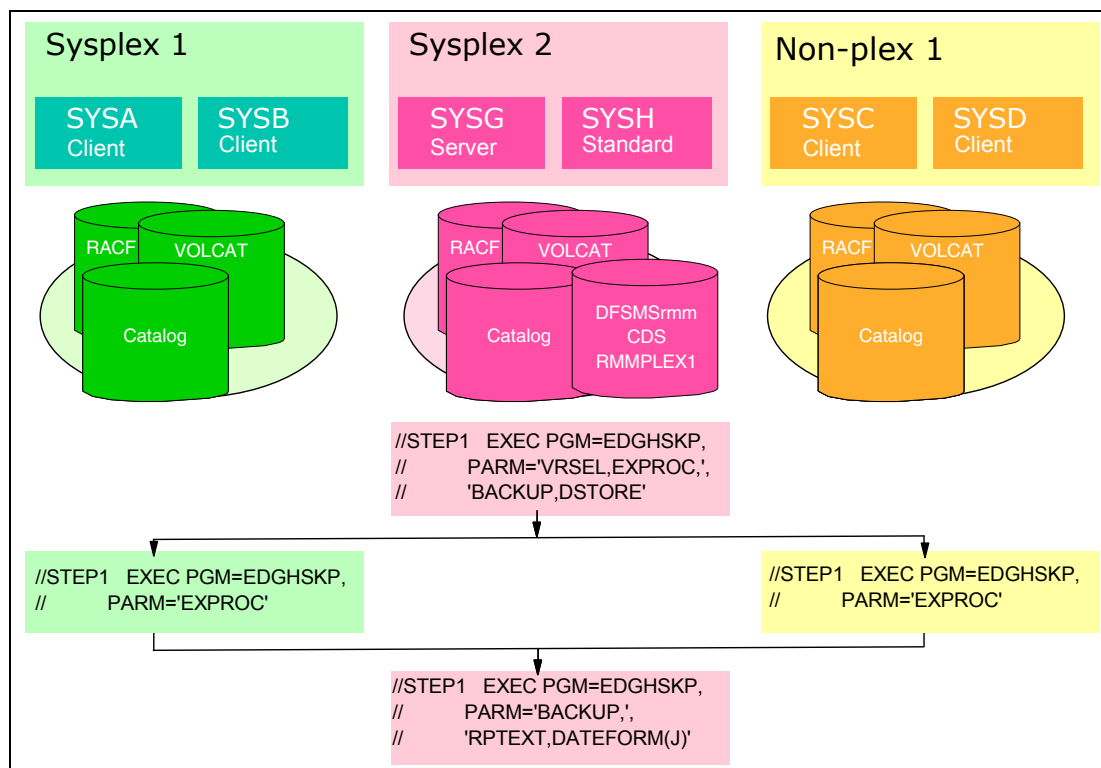 Sysplex 1
SYSA
Client
SYSB
Client
Sysplex 2
SYSG
Server
SYSH
Standard
Non-plex 1
SYSC
Client
SYSD
Client
RACF
VOLCAT
Catalog
RACF
VOLCAT
Catalog
DFSMSrmm
CDS
RMMPLEX1
RACF
VOLCAT
Catalog
//STEP1 EXEC PGM=EDGHSKP,
// PARM='VRSEL,EXPROC,',
// 'BACKUP,DSTORE'
//STEP1 EXEC PGM=EDGHSKP,
// PARM='EXPROC'
//STEP1 EXEC PGM=EDGHSKP,
// PARM='EXPROC'
//STEP1 EXEC PGM=EDGHSKP,
// PARM='BACKUP,',
// 'RPTEXT,DATEFORM(J)'